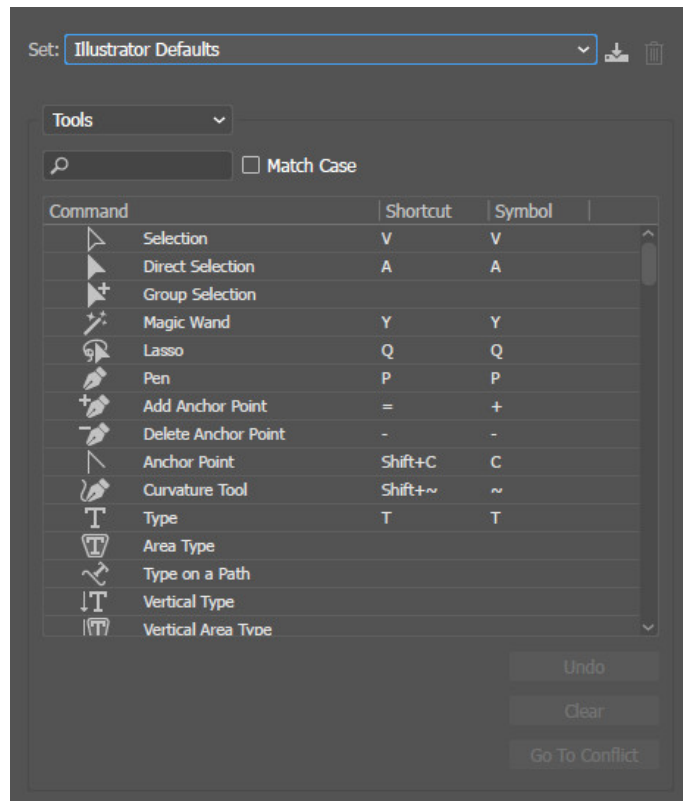 Set: Illustrator Defaults
Tools
Match Case
Command Shortcut Symbol
Selection V V
Direct Selection A A
Group Selection
Magic Wand Y Y
Lasso Q Q
Pen P P
Add Anchor Point = +
Delete Anchor Point - -
Anchor Point Shift+C C
Curvature Tool Shift+~ ~
Type T T
Area Type
Type on a Path
Vertical Type
Vertical Area Type
Undo
Clear
Go To Conflict